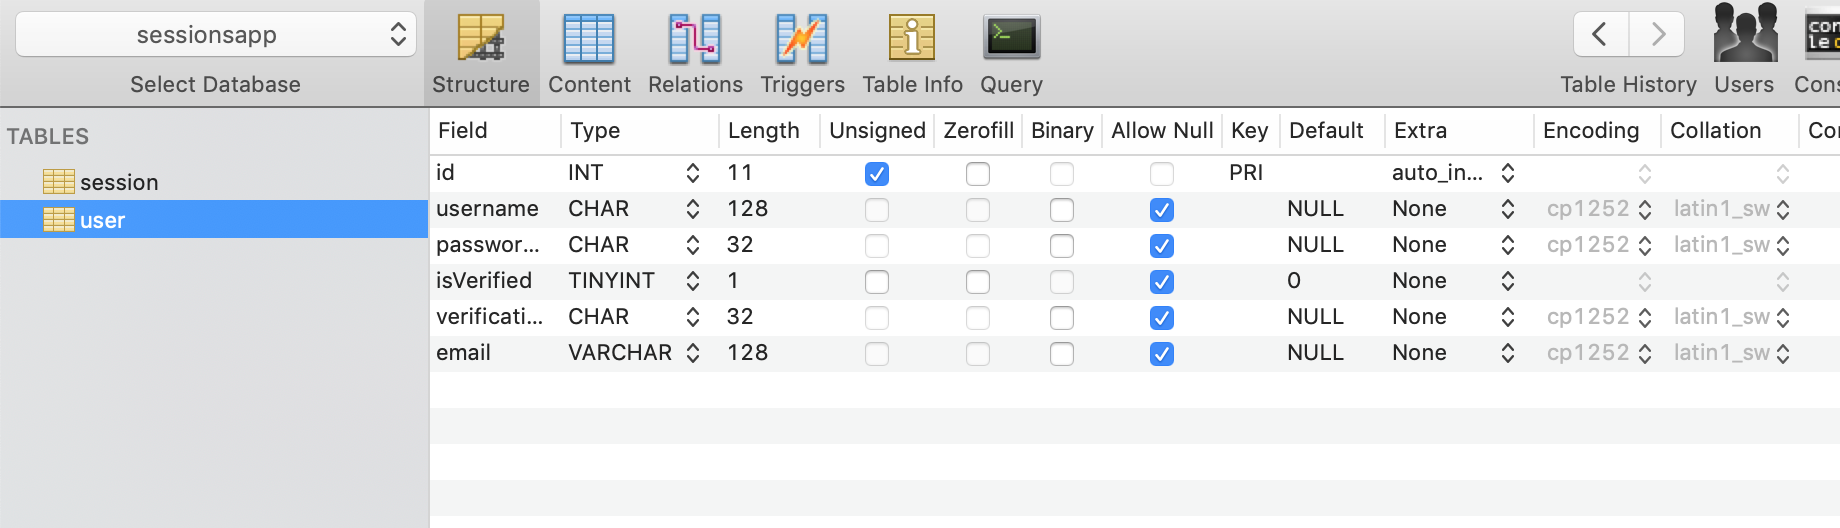 sessionsapp
Select Database
Structure Content Relations Triggers Table Info Query
Table History Users Cons
TABLES
session
user
Field Type Length Unsigned Zerofill Binary Allow Null Key Default Extra Encoding Collation Co
id INT 11 PRI auto_in...
username CHAR 128 NULL None cp1252 latin1_sw
passwor... CHAR 32 NULL None cp1252 latin1_sw
isVerified TINYINT 1 0 None
verificati... CHAR 32 NULL None cp1252 latin1_sw
email VARCHAR 128 NULL None cp1252 latin1_sw